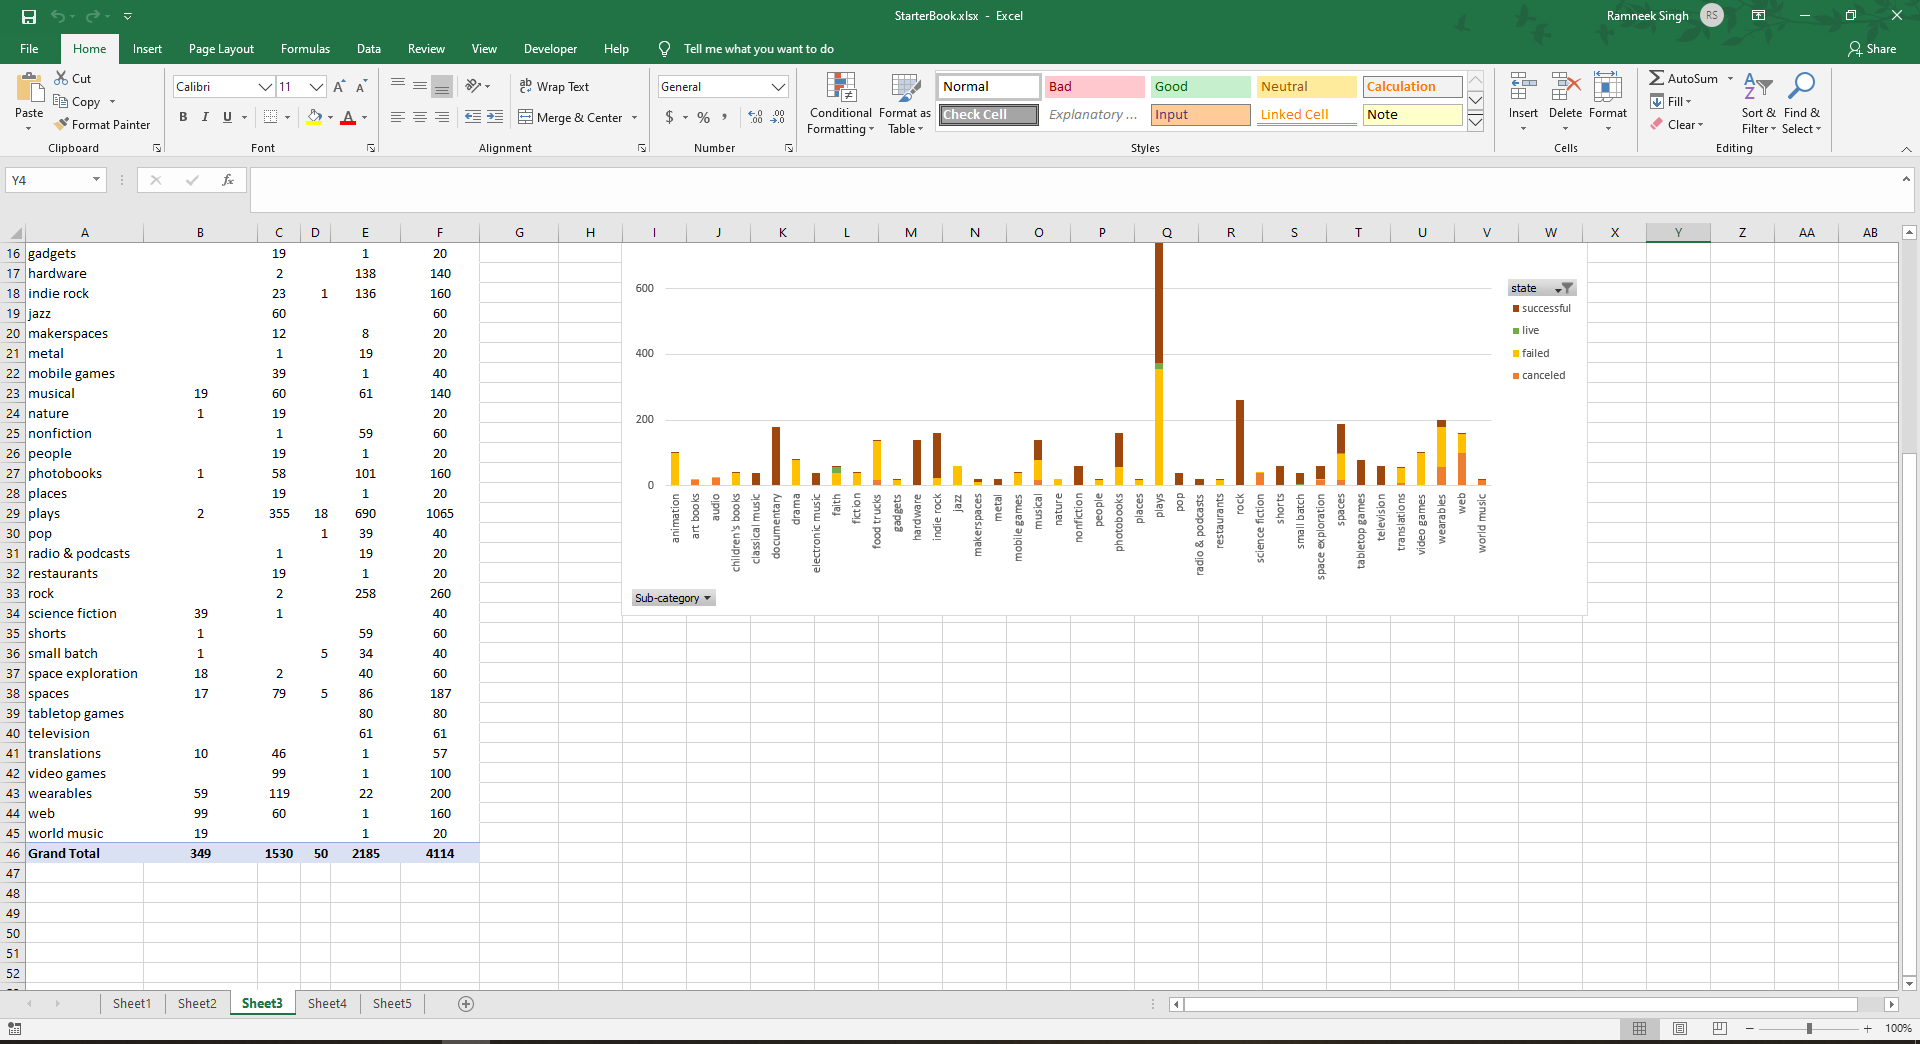 StarterBook.xlsx - Excel
Ramneek Singh RS
File Home Insert Page Layout Formulas Data Review View Developer Help Tell me what you want to do Share
Paste
Cut
Copy
Format Painter
Clipboard
Calibri 11
B I U
Font
Wrap Text
Merge & Center
Alignment
General
$ % ,
Number
Conditional Formatting
Format as Table
Normal Bad Good Neutral Calculation
Check Cell Explanatory ... Input Linked Cell Note
Styles
Insert Delete Format
Cells
AutoSum
Fill
Clear
Sort & Filter
Find & Select
Editing
Y4 fx
A B C D E F G H I J K L M N O P Q R S T U V W X Y Z AA AB
16 gadgets 19 1 20
17 hardware 2 138 140
18 indie rock 23 1 136 160
19 jazz 60 60
20 makerspaces 12 8 20
21 metal 1 19 20
22 mobile games 39 1 40
23 musical 19 60 61 140
24 nature 1 19 20
25 nonfiction 1 59 60
26 people 19 1 20
27 photobooks 1 58 101 160
28 places 19 1 20
29 plays 2 355 18 690 1065
30 pop 1 39 40
31 radio & podcasts 1 19 20
32 restaurants 19 1 20
33 rock 2 258 260
34 science fiction 39 1 40
35 shorts 1 59 60
36 small batch 1 5 34 40
37 space exploration 18 2 40 60
38 spaces 17 79 5 86 187
39 tabletop games 80 80
40 television 61 61
41 translations 10 46 1 57
42 video games 99 1 100
43 wearables 59 119 22 200
44 web 99 60 1 160
45 world music 19 1 20
46 Grand Total 349 1530 50 2185 4114
47
48
49
50
51
52
600
400
200
0
animation
art books
audio
children's books
classical music
documentary
drama
electronic music
faith
fiction
food trucks
gadgets
hardware
indie rock
jazz
makerspaces
metal
mobile games
musical
nature
nonfiction
people
photobooks
places
plays
pop
radio & podcasts
restaurants
rock
science fiction
shorts
small batch
space exploration
spaces
tabletop games
television
translations
video games
wearables
web
world music
state
successful
live
failed
canceled
Sub-category
Sheet1 Sheet2 Sheet3 Sheet4 Sheet5
100%